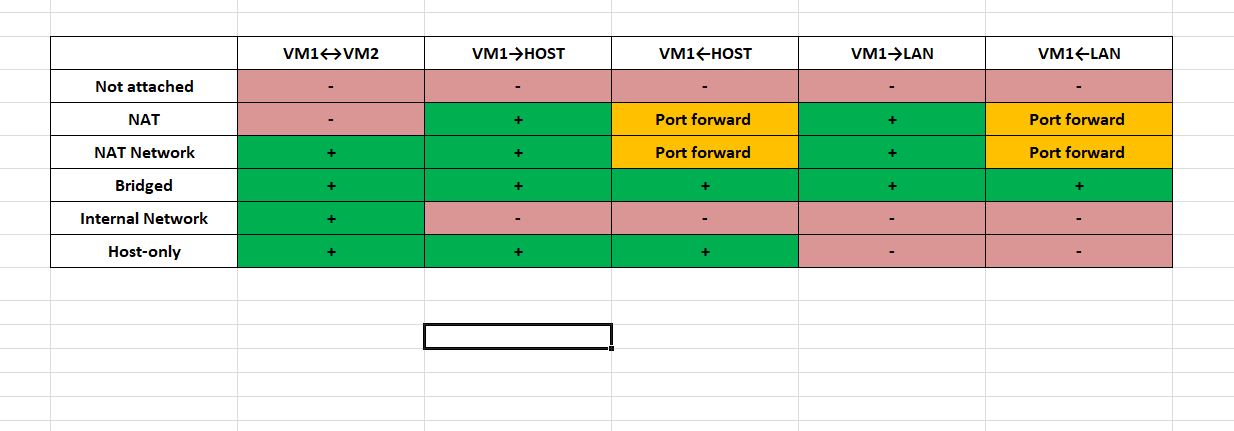 VM1↔VM2 VM1→HOST VM1←HOST VM1→LAN VM1←LAN
Not attached - - - - -
NAT - + Port forward + Port forward
NAT Network + + Port forward + Port forward
Bridged + + + + +
Internal Network + - - - -
Host-only + + + - -